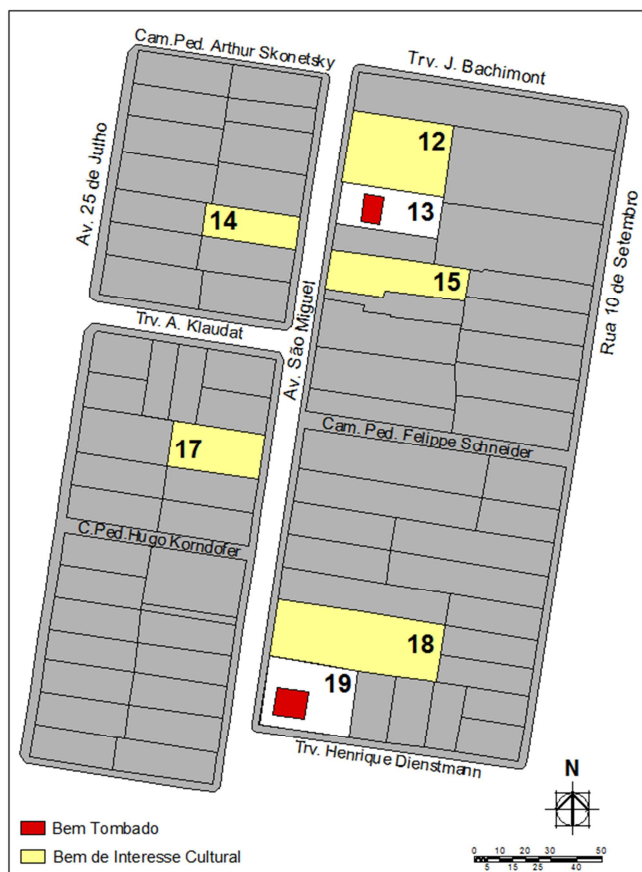 Cam.Ped. Arthur Skonetsky
Trv. J. Bachimont
12
13
14
15
Av. 25 de Julho
Av. São Miguel
Rua 10 de Setembro
Trv. A. Klaudat
17
Cam. Ped. Felippe Schneider
C.Ped.Hugo Korndofer
18
19
Trv. Henrique Dienstmann
N
Bem Tombado
Bem de Interesse Cultural
0 5 10 20 30 40 50